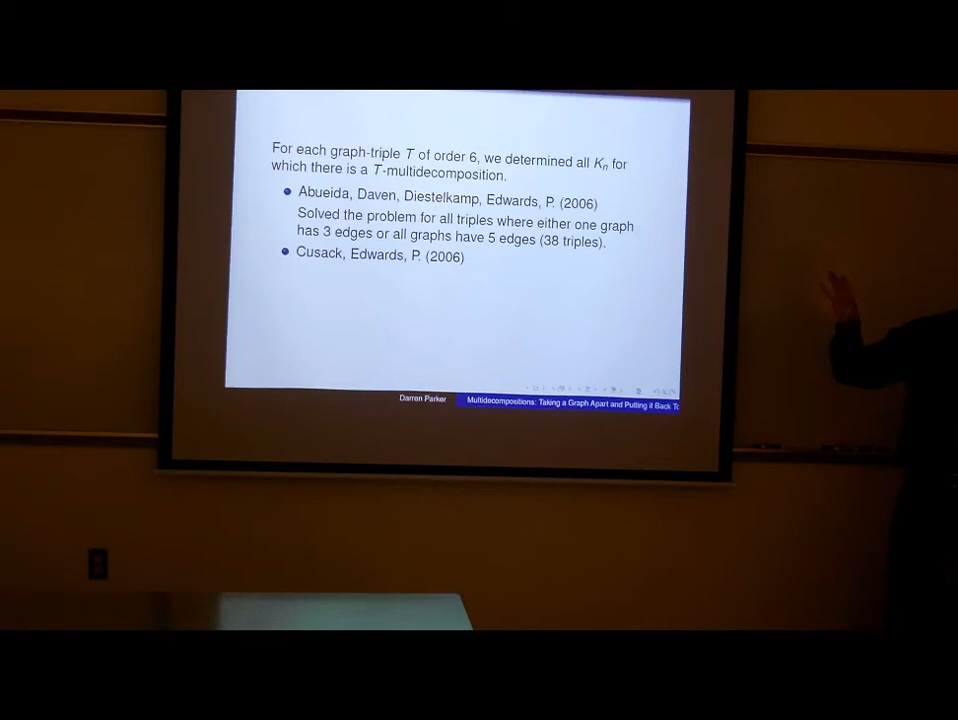 For each graph-triple T of order 6, we determined all Kn for
which there is a T-multidecomposition.
Abueida, Daven, Diestelkamp, Edwards, P. (2006)
Solved the problem for all triples where either one graph
has 3 edges or all graphs have 5 edges (38 triples).
Cusack, Edwards, P. (2006)
Darren Parker
Multidecompositions: Taking a Graph Apart and Putting it Back To